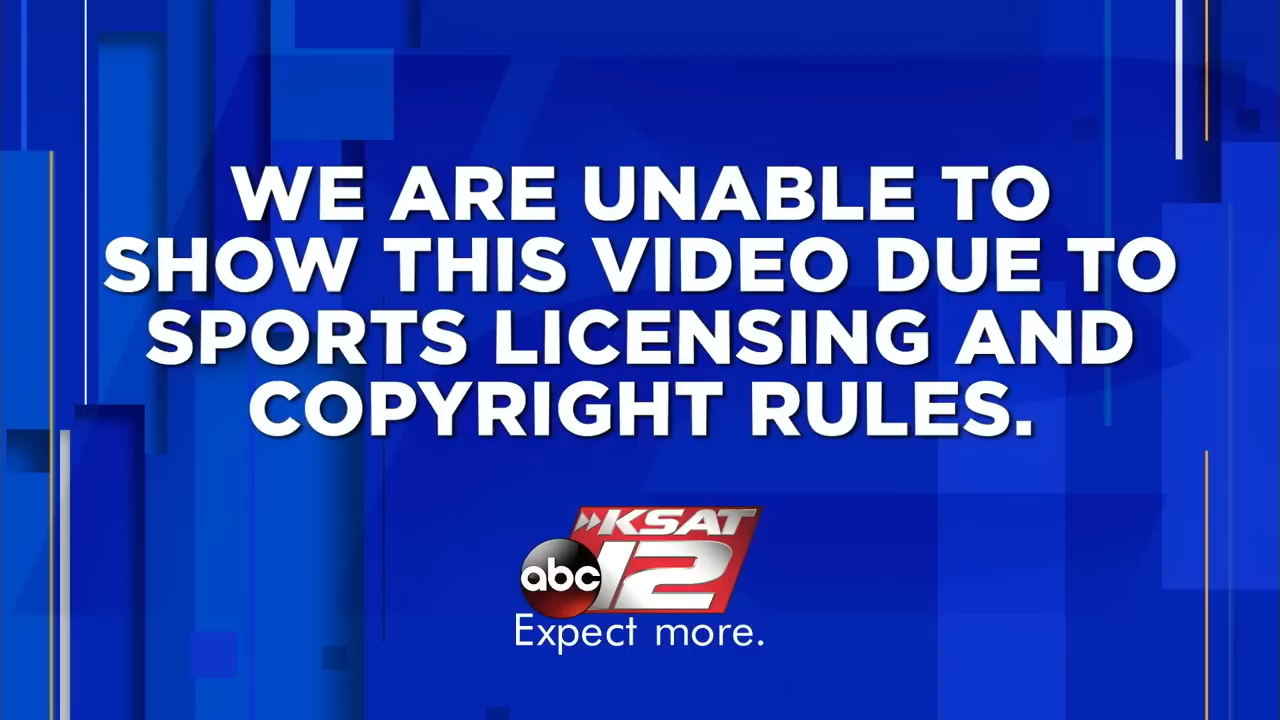 WE ARE UNABLE TO
SHOW THIS VIDEO DUE TO
SPORTS LICENSING AND
COPYRIGHT RULES.
KSAT
abc 12
Expect more.